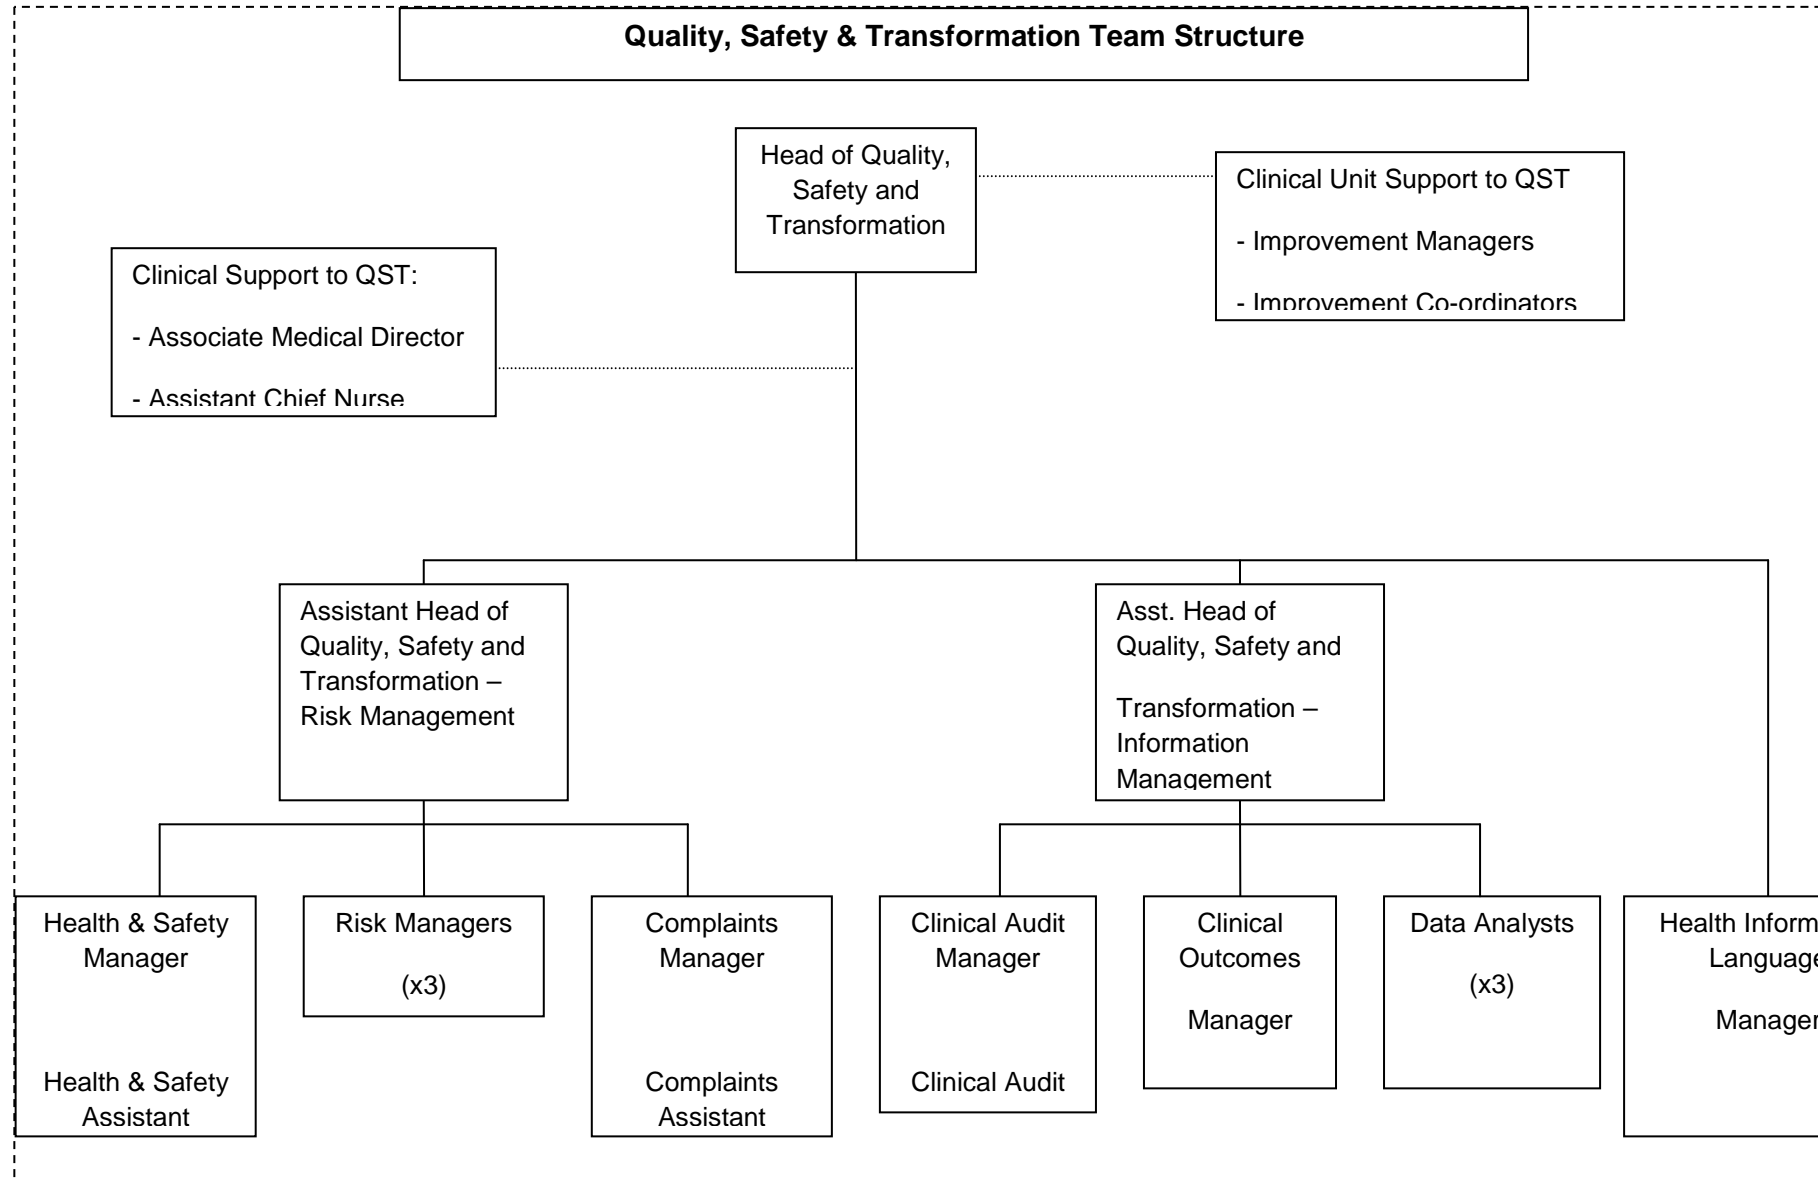 Quality, Safety & Transformation Team Structure
Head of Quality,
Safety and
Transformation
Clinical Unit Support to QST
- Improvement Managers
- Improvement Co-ordinators
Clinical Support to QST:
- Associate Medical Director
- Assistant Chief Nurse
Assistant Head of
Quality, Safety and
Transformation –
Risk Management
Asst. Head of
Quality, Safety and
Transformation –
Information
Management
Health & Safety
Manager
Health & Safety
Assistant
Risk Managers
(x3)
Complaints
Manager
Complaints
Assistant
Clinical Audit
Manager
Clinical Audit
Clinical
Outcomes
Manager
Data Analysts
(x3)
Health
Language
Manager